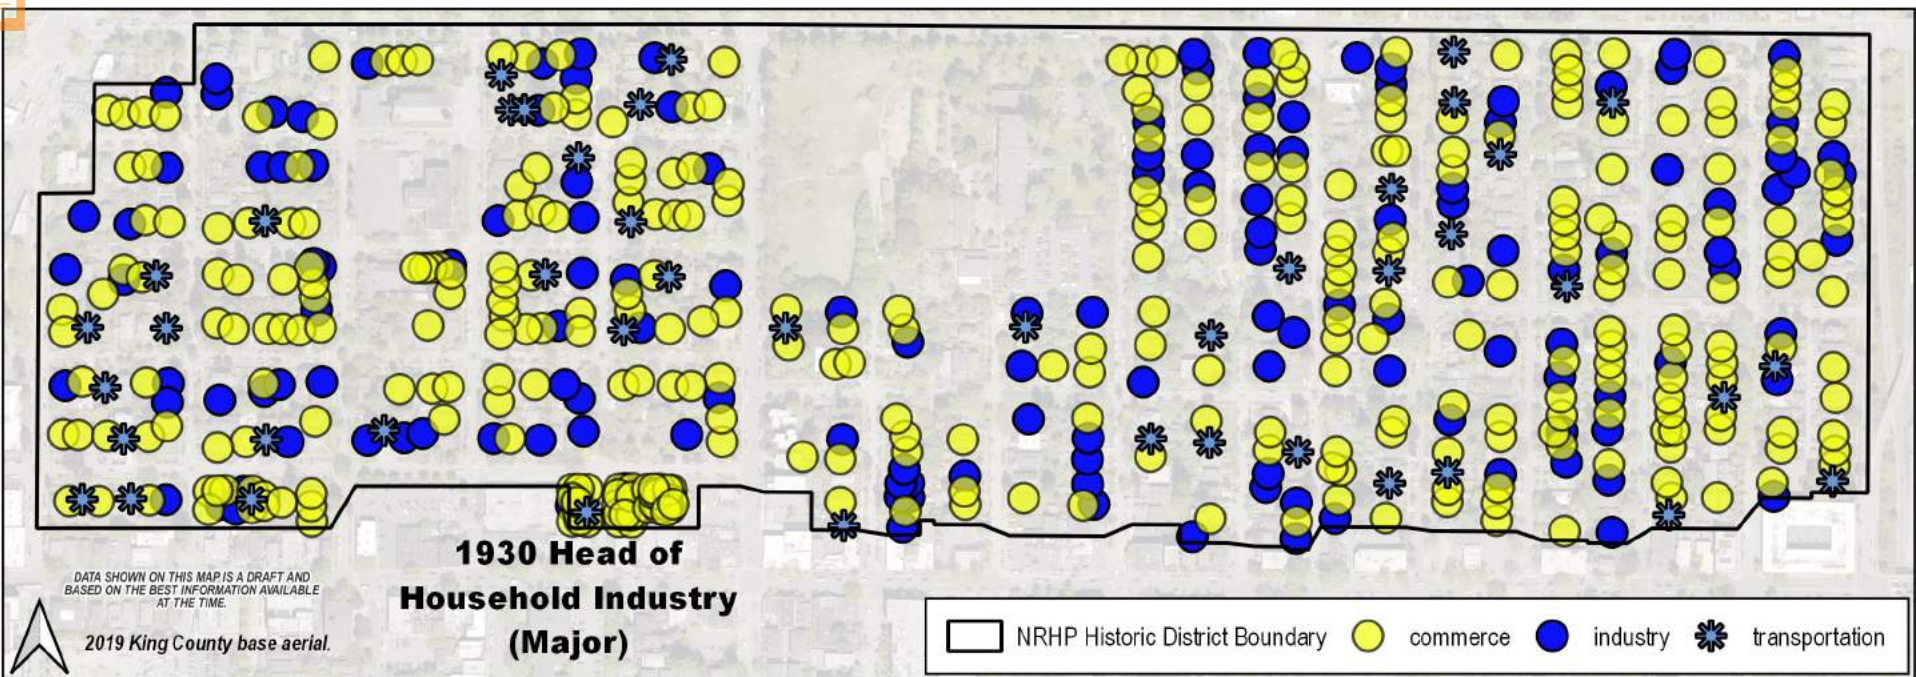 1930 Head of
Household Industry
(Major)
DATA SHOWN ON THIS MAP IS A DRAFT AND
BASED ON THE BEST INFORMATION AVAILABLE
AT THE TIME.
2019 King County base aerial.
NRHP Historic District Boundary
commerce
industry
transportation